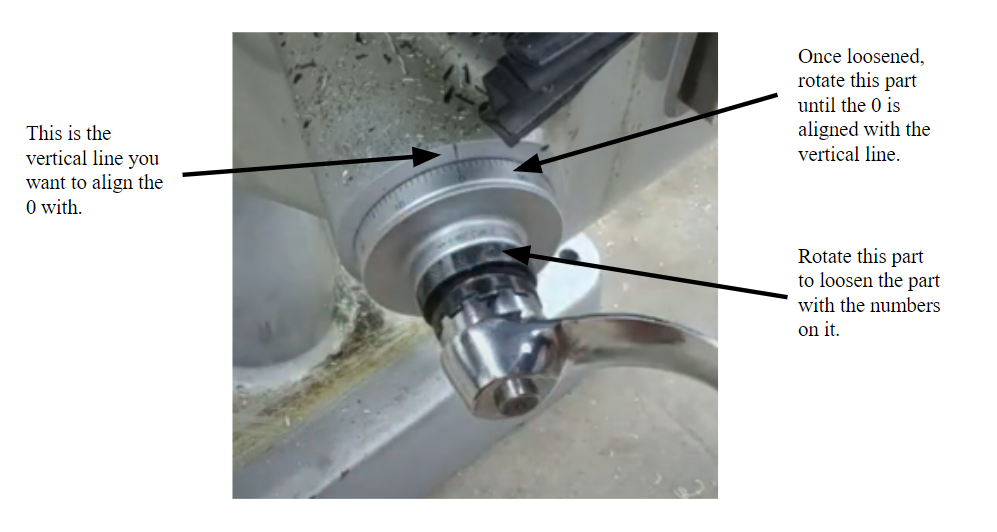 This is the
vertical line you
want to align the
0 with.
Once loosened,
rotate this part
until the 0 is
aligned with the
vertical line.
Rotate this part
to loosen the part
with the numbers
on it.